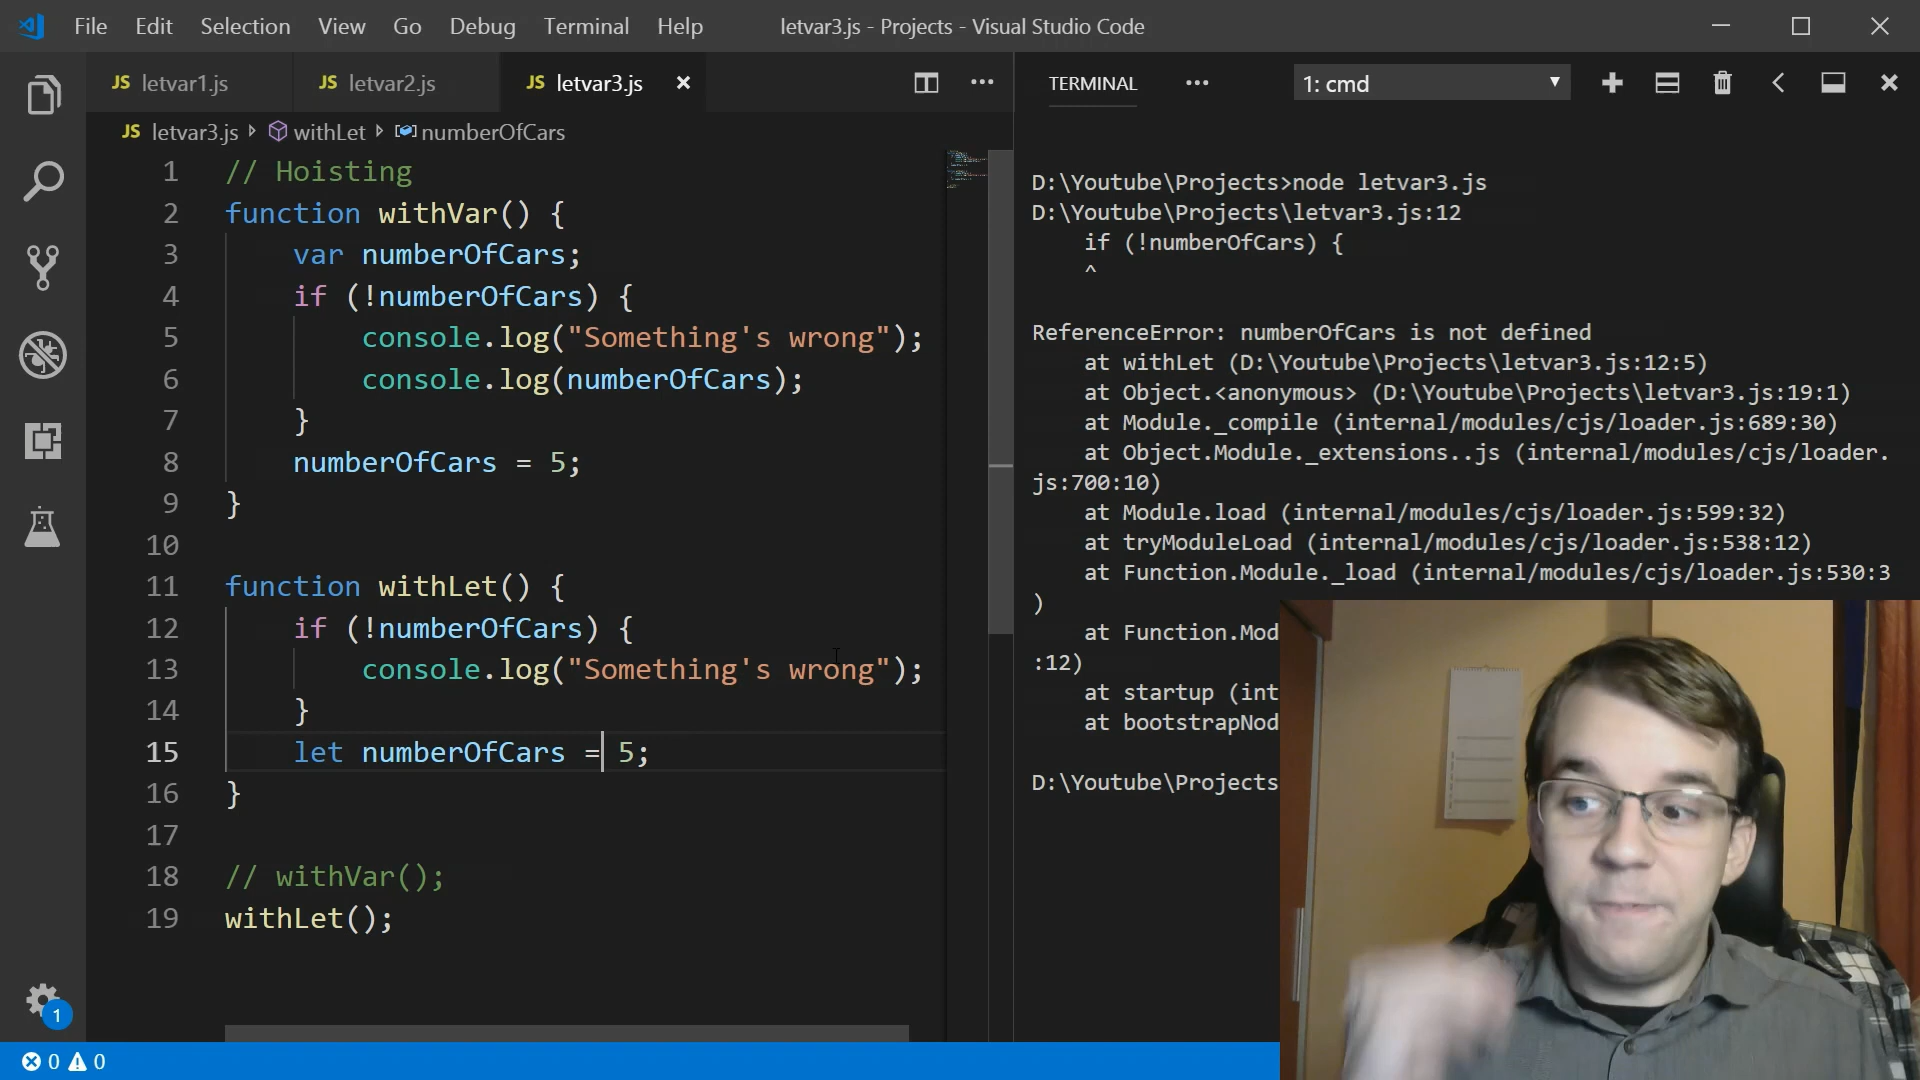 File Edit Selection View Go Debug Terminal Help letvar3.js - Projects - Visual Studio Code
JS letvar1.js JS letvar2.js JS letvar3.js
JS letvar3.js withLet numberOfCars
1 // Hoisting
2 function withVar() {
3 var numberOfCars;
4 if (!numberOfCars) {
5 console.log("Something's wrong");
6 console.log(numberOfCars);
7 }
8 numberOfCars = 5;
9 }
10
11 function withLet() {
12 if (!numberOfCars) {
13 console.log("Something's wrong");
14 }
15 let numberOfCars = 5;
16 }
17
18 // withVar();
19 withLet();
TERMINAL 1: cmd
D:\Youtube\Projects>node letvar3.js
D:\Youtube\Projects\letvar3.js:12
if (!numberOfCars) {
^
ReferenceError: numberOfCars is not defined
at withLet (D:\Youtube\Projects\letvar3.js:12:5)
at Object.<anonymous> (D:\Youtube\Projects\letvar3.js:19:1)
at Module._compile (internal/modules/cjs/loader.js:689:30)
at Object.Module._extensions..js (internal/modules/cjs/loader.
js:700:10)
at Module.load (internal/modules/cjs/loader.js:599:32)
at tryModuleLoad (internal/modules/cjs/loader.js:538:12)
at Function.Module._load (internal/modules/cjs/loader.js:530:3
)
at Function.Mod
:12)
at startup (int
at bootstrapNod
D:\Youtube\Projects
1
0 0